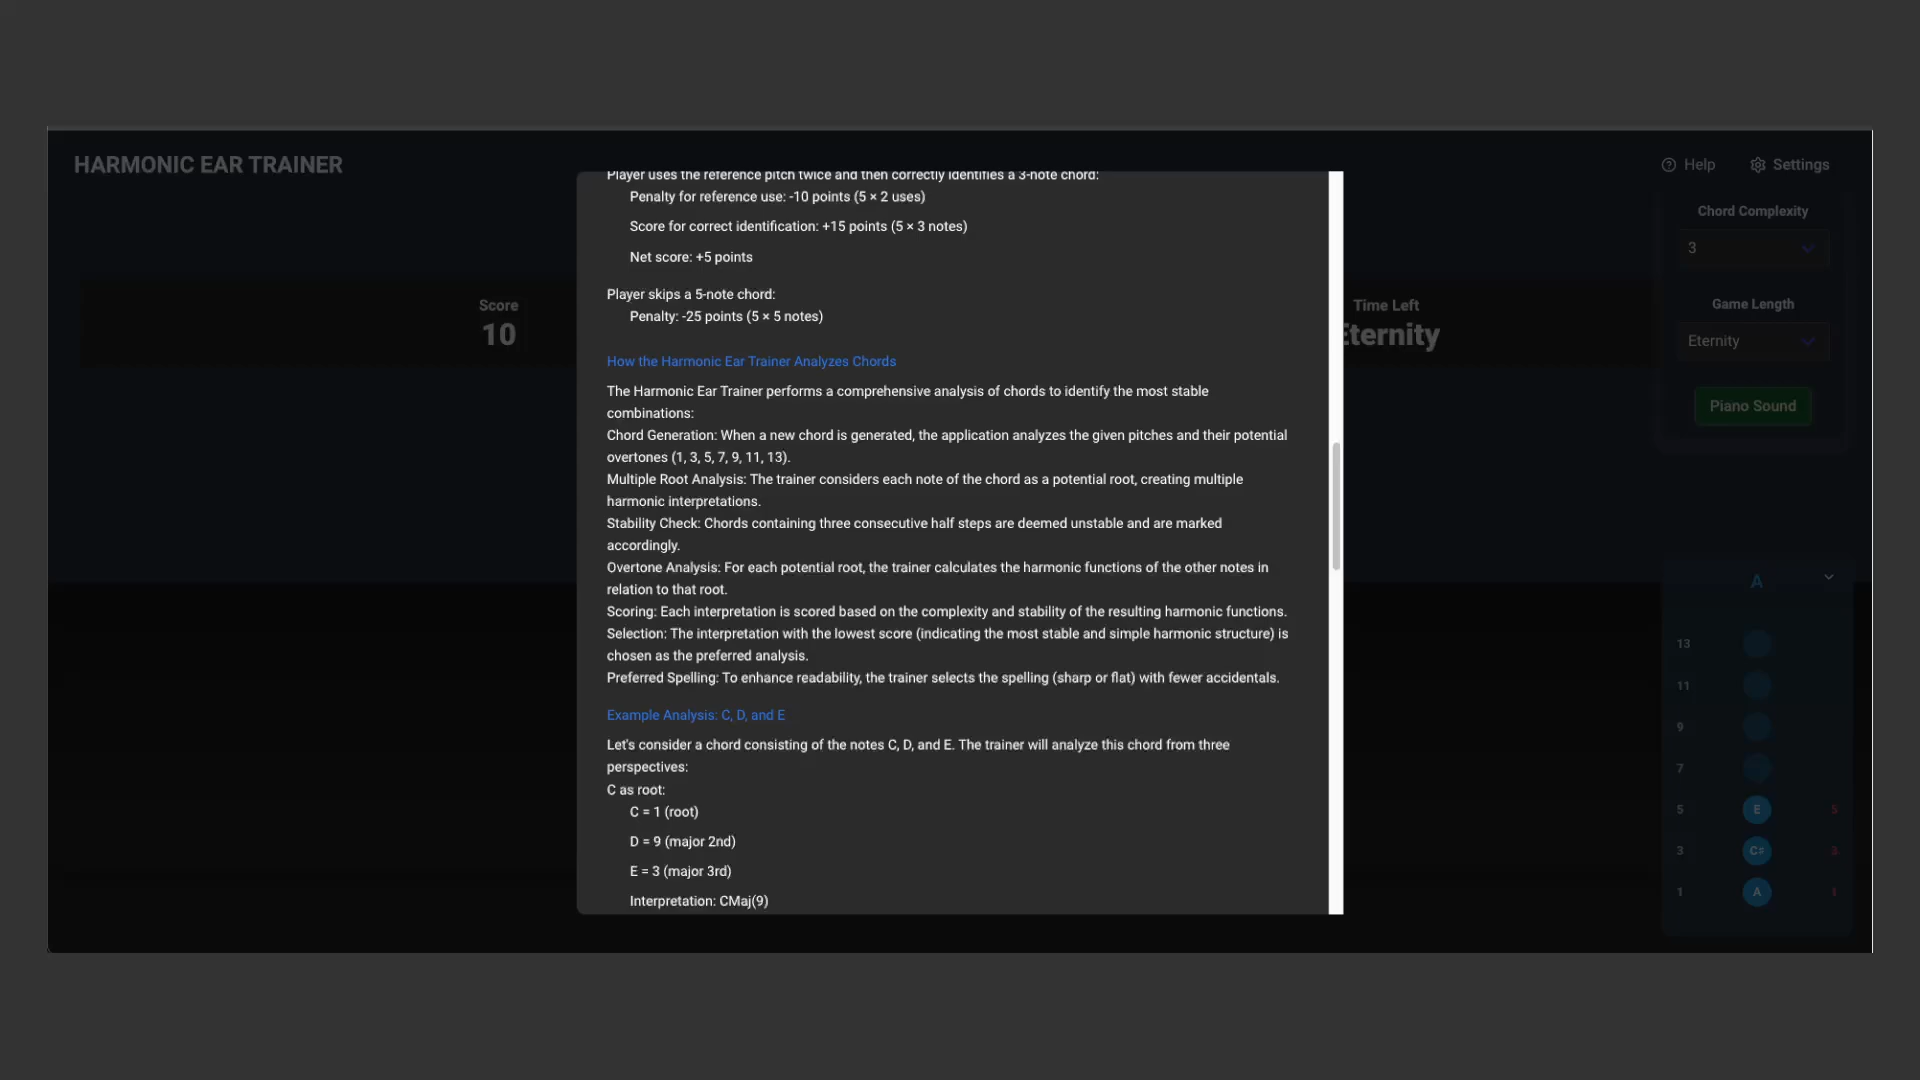 HARMONIC EAR TRAINER
Help
Settings
Player uses the reference pitch twice and then correctly identifies a 3-note chord:
Penalty for reference use: -10 points (5 × 2 uses)
Score for correct identification: +15 points (5 × 3 notes)
Net score: +5 points
Player skips a 5-note chord:
Penalty: -25 points (5 × 5 notes)
How the Harmonic Ear Trainer Analyzes Chords
The Harmonic Ear Trainer performs a comprehensive analysis of chords to identify the most stable
combinations:
Chord Generation: When a new chord is generated, the application analyzes the given pitches and their potential
overtones (1, 3, 5, 7, 9, 11, 13).
Multiple Root Analysis: The trainer considers each note of the chord as a potential root, creating multiple
harmonic interpretations.
Stability Check: Chords containing three consecutive half steps are deemed unstable and are marked
accordingly.
Overtone Analysis: For each potential root, the trainer calculates the harmonic functions of the other notes in
relation to that root.
Scoring: Each interpretation is scored based on the complexity and stability of the resulting harmonic functions.
Selection: The interpretation with the lowest score (indicating the most stable and simple harmonic structure) is
chosen as the preferred analysis.
Preferred Spelling: To enhance readability, the trainer selects the spelling (sharp or flat) with fewer accidentals.
Example Analysis: C, D, and E
Let's consider a chord consisting of the notes C, D, and E. The trainer will analyze this chord from three
perspectives:
C as root:
C = 1 (root)
D = 9 (major 2nd)
E = 3 (major 3rd)
Interpretation: CMaj(9)
Score
10
Time Left
Eternity
Chord Complexity
3
Game Length
Eternity
Piano Sound
A
13
11
9
7
5 E 5
3 C# 3
1 A 1